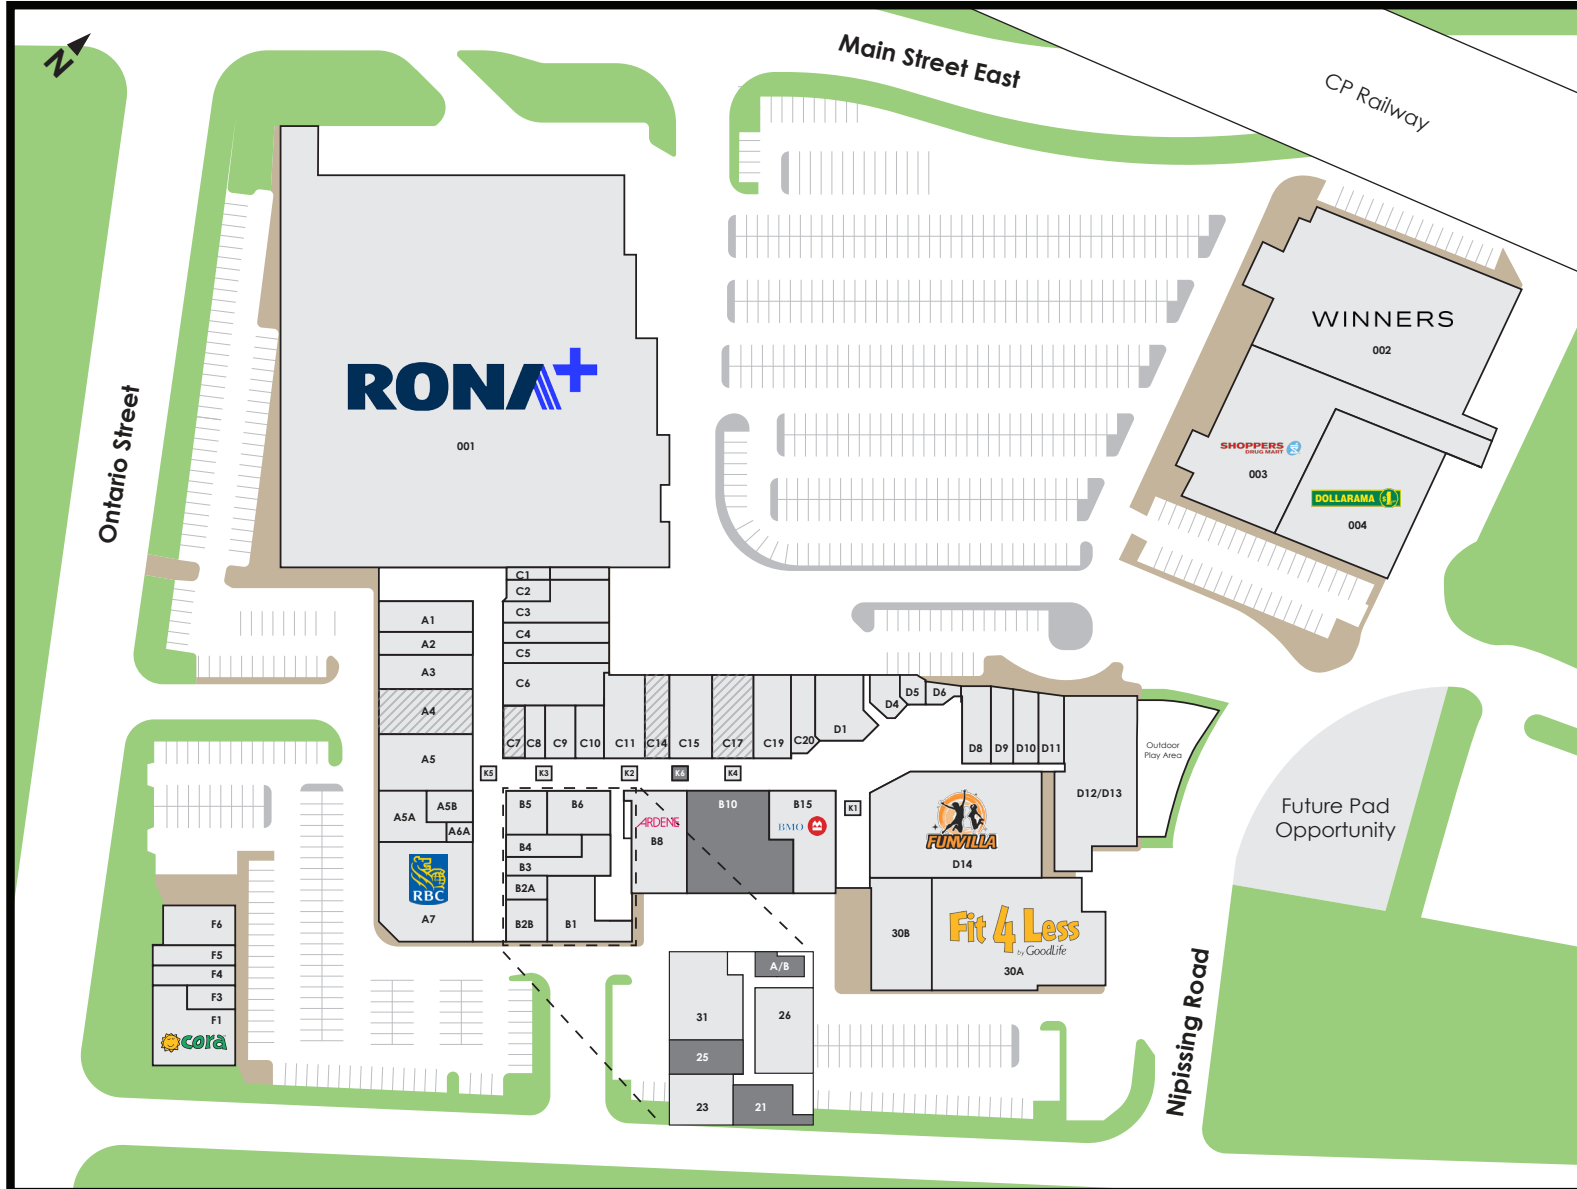 N
Main Street East
CP Railway
Ontario Street
RONA+
001
WINNERS
002
SHOPPERS
DRUG MART
003
DOLLARAMA $1
004
C1
C2
C3
C4
C5
C6
A1
A2
A3
A4
A5
A5A
A5B
A6A
RBC
A7
C7
C8
C9
C10
C11
C14
C15
C17
C19
C20
D1
D4
D5
D6
D8
D9
D10
D11
D12/D13
Outdoor
Play Area
Future Pad
Opportunity
K5
K3
K2
K6
K4
K1
B5
B6
B4
B3
B2A
B2B
B1
ARDENE
B8
B10
B15
BMO
FUNVILLA
D14
30B
Fit 4 Less
by GoodLife
30A
F6
F5
F4
F3
F1
cora
A/B
31
26
25
23
21
Nipissing Road